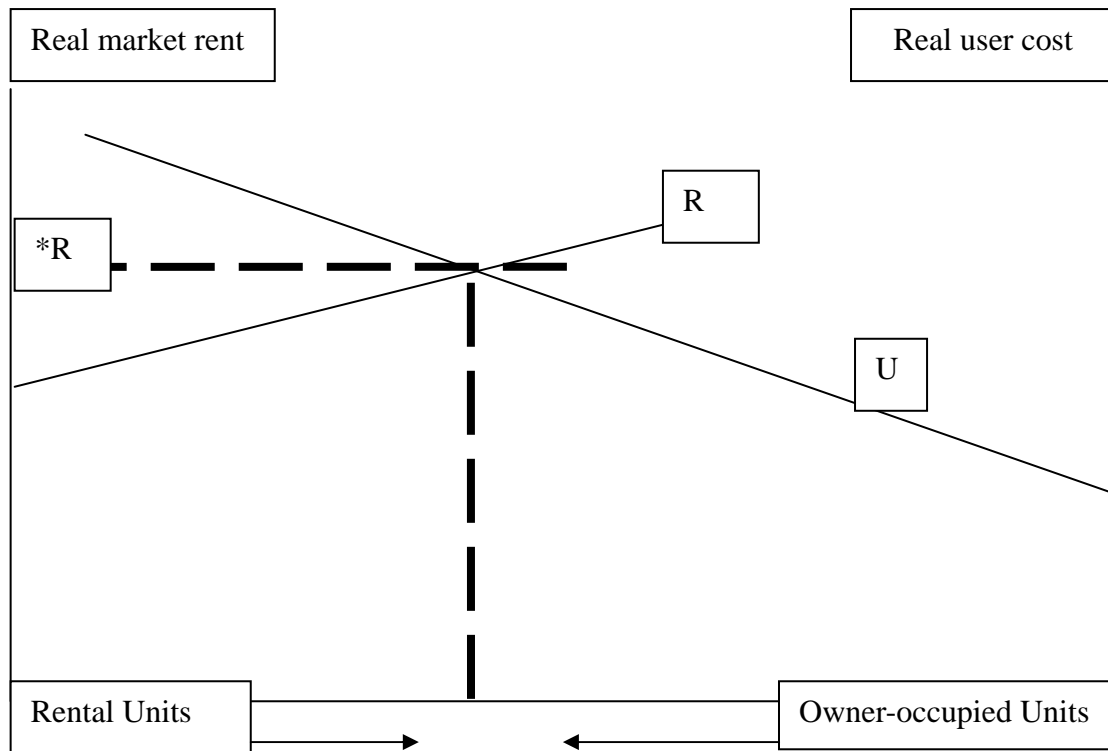 Real market rent
Real user cost
R
*R
U
Rental Units
Owner-occupied Units